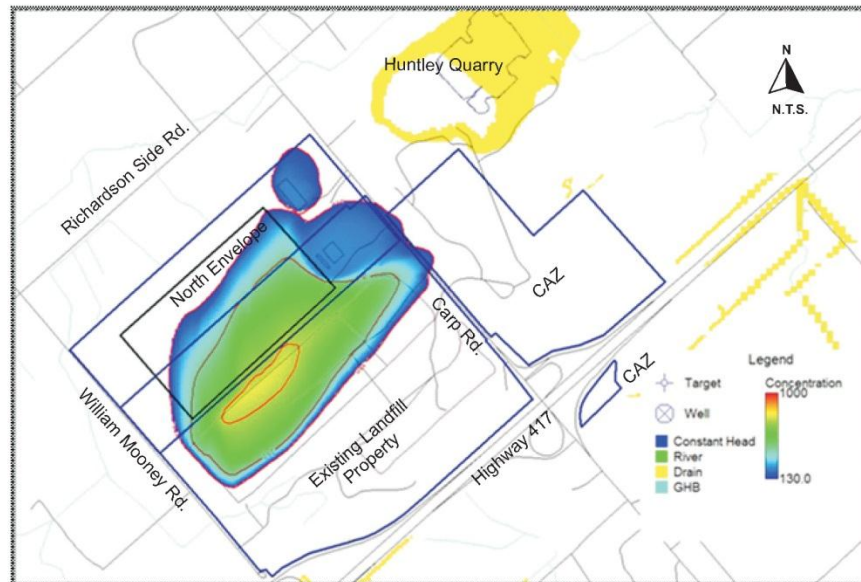 Huntley Quarry
N
N.T.S.
Richardson Side Rd.
North Envelope
CAZ
Carp Rd.
CAZ
William Mooney Rd.
Existing Landfill
Property
Highway 417
Legend
Target
Well
Constant Head
River
Drain
GHB
Concentration
1000
130.0